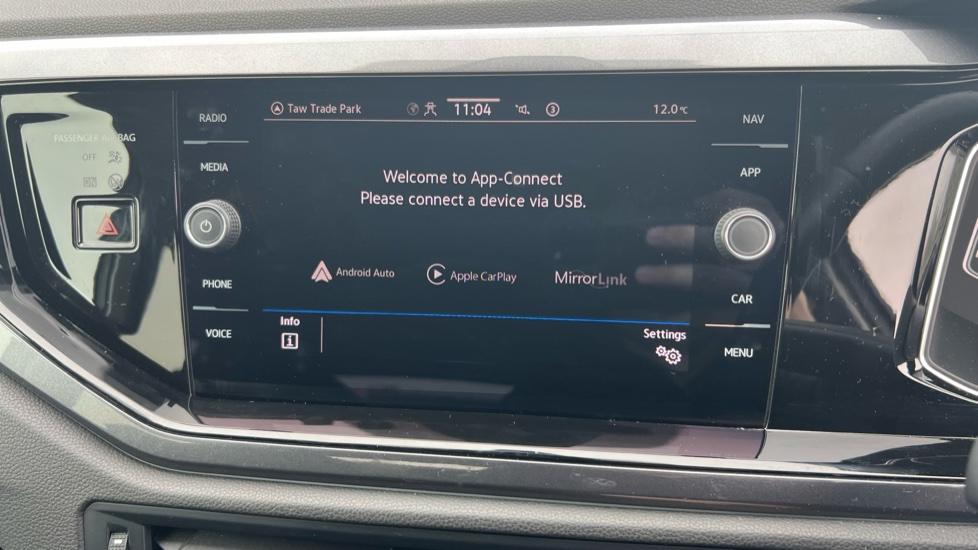 PASSENGER AIRBAG
OFF
RADIO
MEDIA
PHONE
VOICE
Taw Trade Park
11:04
3
12.0 °C
Welcome to App-Connect
Please connect a device via USB.
Android Auto
Apple CarPlay
MirrorLink
Info
Settings
NAV
APP
CAR
MENU